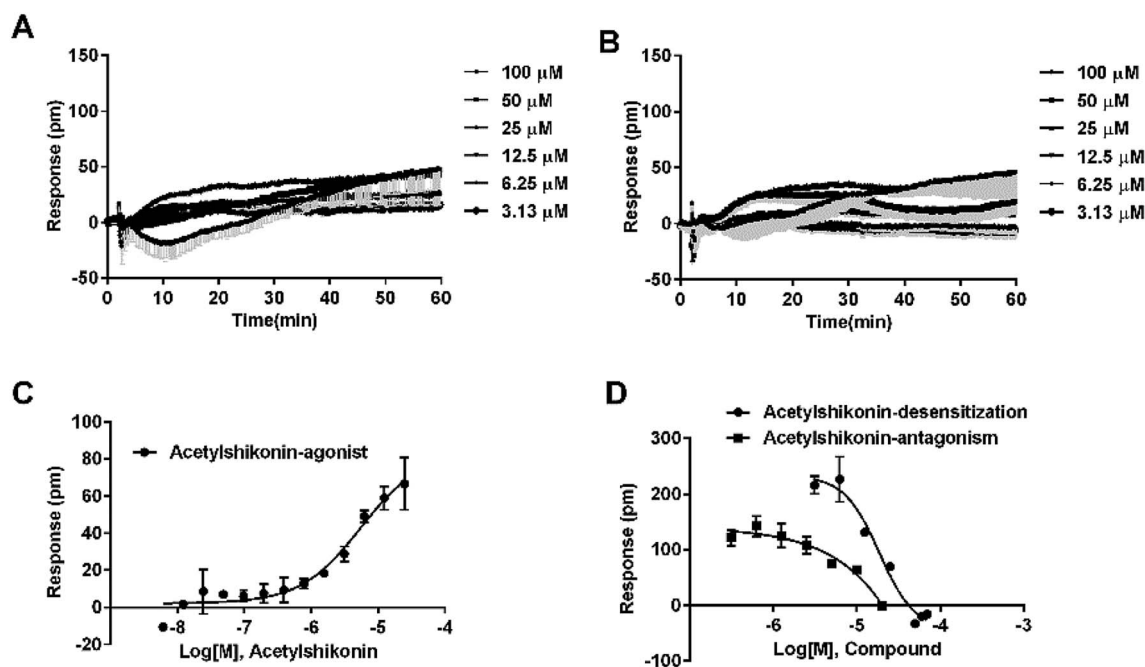 A
150
100
50
0
-50
Response (pm)
0 10 20 30 40 50 60
Time(min)
100 μM
50 μM
25 μM
12.5 μM
6.25 μM
3.13 μM
B
150
100
50
0
-50
Response (pm)
0 10 20 30 40 50 60
Time(min)
100 μM
50 μM
25 μM
12.5 μM
6.25 μM
3.13 μM
C
Acetylshikonin-agonist
100
80
60
40
20
0
-20
Response (pm)
-8 -7 -6 -5 -4
Log[M], Acetylshikonin
D
Acetylshikonin-desensitization
Acetylshikonin-antagonism
300
200
100
0
-100
Response (pm)
-6 -5 -4 -3
Log[M], Compound